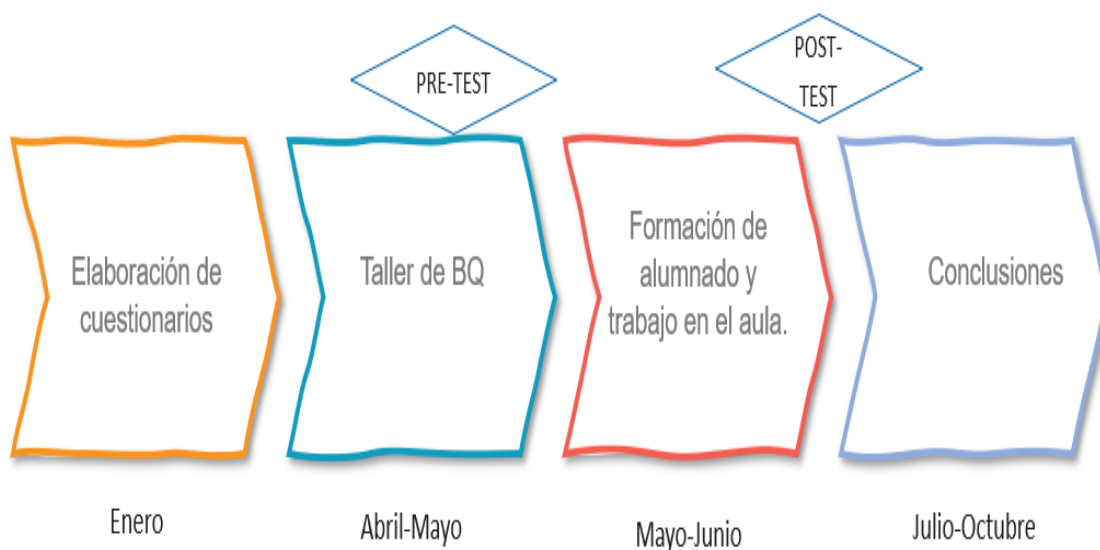 PRE-TEST
POST-
TEST
Elaboración de
cuestionarios
Taller de BQ
Formación de
alumnado y
trabajo en el aula.
Conclusiones
Enero
Abril-Mayo
Mayo-Junio
Julio-Octubre